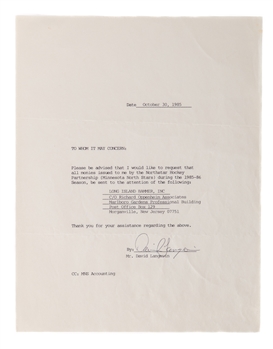 Date October 30, 1985
TO WHOM IT MAY CONCERN:
Please be advised that I would like to request that
all monies issued to me by the Northstar Hockey
Partnership (Minnesota North Stars) during the 1985-86
Season, be sent to the attention of the following:
LONG ISLAND HAMMER, INC
C/O Richard Oppenheim Associates
Marlboro Gardens Professional Building
Post Office Box 129
Morganville, New Jersey 07751
Thank you for your assistance regarding the above.
By:
Mr. David Langevin
CC: MNS Accounting